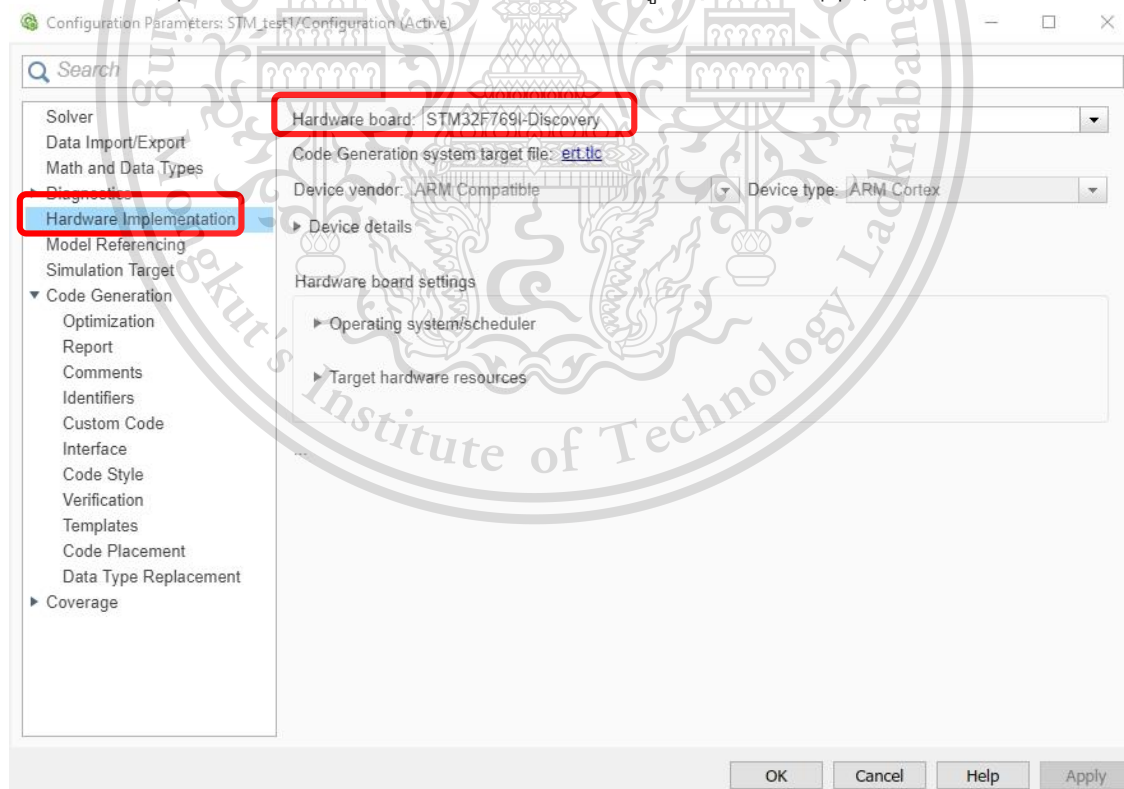 Configuration Parameters: STM_test1/Configuration (Active)
Search
Solver
Data Import/Export
Math and Data Types
Diagnostics
Hardware Implementation
Model Referencing
Simulation Target
Code Generation
Optimization
Report
Comments
Identifiers
Custom Code
Interface
Code Style
Verification
Templates
Code Placement
Data Type Replacement
Coverage
Hardware board: STM32F769I-Discovery
Code Generation system target file: ert.tlc
Device vendor: ARM Compatible Device type: ARM Cortex
Device details
Hardware board settings
Operating system/scheduler
Target hardware resources
...
OK Cancel Help Apply
ngkut's Institute of Technology Ladkrabang